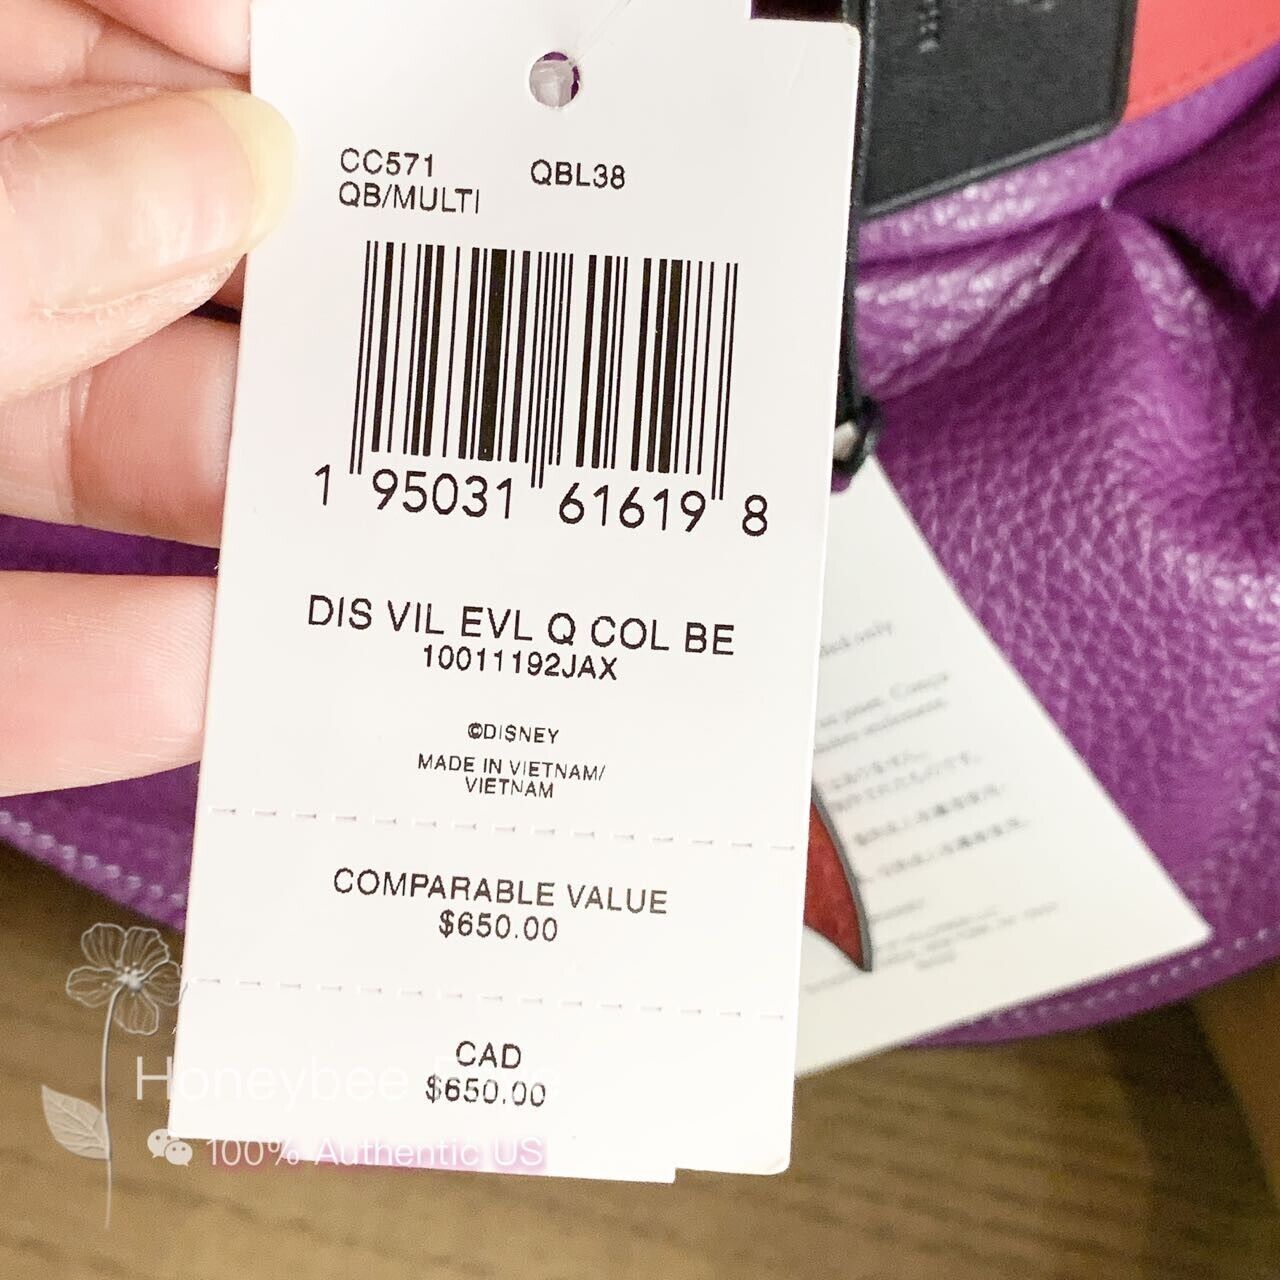 CC571 QBL38
QB/MULTI
1 95031 61619 8
DIS VIL EVL Q COL BE
10011192JAX
©DISNEY
MADE IN VIETNAM/
VIETNAM
COMPARABLE VALUE
$650.00
CAD
$650.00
Honeybee
100% Authentic US